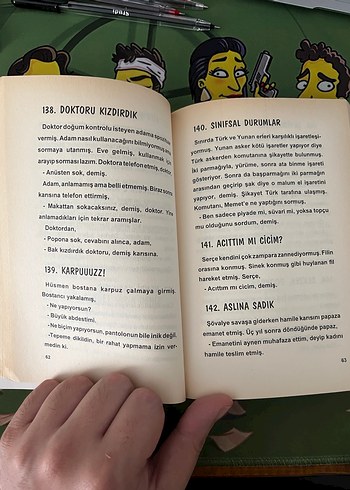 138. DOKTORU KIZDIRDIK
Doktor doğum kontrolu isteyen adama spiral
vermiş. Adam nasıl kullanacağını bilmiyormuş ama
sormaya utanmış. Eve gelmiş, kullanmak için
arayıp sorması lazım. Doktora telefon etmiş, doktor
- Anüsten sok, demiş.
Adam, anlamamış ama belli etmemiş. Biraz sonra
karısına telefon ettirmiş,
- Makattan sokacaksınız, demiş, doktor. Yine
anlamadıkları için tekrar aramışlar.
Doktordan,
- Popona sok, cevabını alınca, adam,
- Bak kızdırdık doktoru, demiş karısına.
139. KARPUUUZZ!
Hüsmen bostana karpuz çalmaya girmiş.
Bostancı yakalamış,
- Ne yapıyorsun?
- Büyük abdestimi.
- Ne biçim yapıyorsun, pantolonun bile inik değil.
-Tepeme dikildin, bir rahat yapmama izin ver-
medin ki.
62
140. SINIFSAL DURUMLAR
Sınırda Türk ve Yunan erleri karşılıklı işaretleşi-
yormuş. Yunan asker kötü işaretler yapıyor diye
Türk askerden komutanına şikayette bulunmuş.
İki parmağıyla, yürüme, sonra da binme işareti
gösteriyor. Sonra da başparmağını iki parmağın
arasından geçirip şak diye o malum el işaretini
yapıyor, demiş. Şikayet Türk tarafına ulaşmış.
Komutanı, Memet'e ne yaptığını sormuş,
- Ben sadece piyade mi, süvari mi, yoksa topçu
mu olduğunu sordum, demiş.
141. ACITTIM MI CİCİM?
Serçe kendini çok zampara zannediyormuş. Filin
orasına konmuş. Sinek konmuş gibi huylanan fil
hareket etmiş. Serçe,
- Acıttım mı cicim, demiş.
142. ASLINA SADIK
Şövalye savaşa giderken hamile karısını papaza
emanet etmiş. Üç yıl sonra döndüğünde papaz,
- Emanetini aynen muhafaza ettim, deyip kadını
hamile teslim etmiş.
63